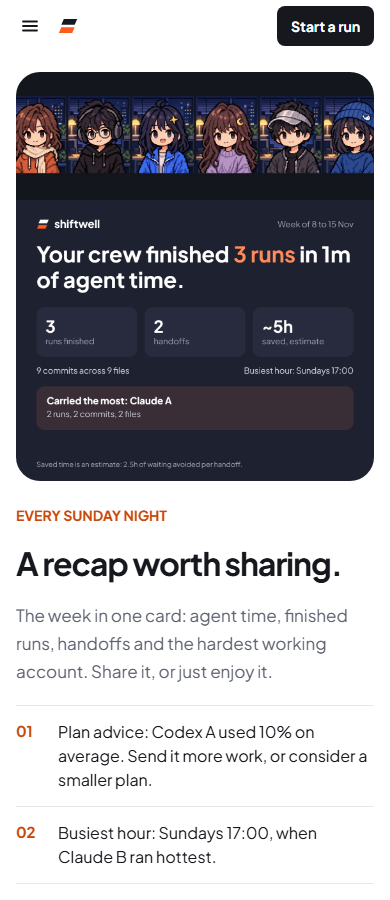 Start a run
shiftwell
Week of 8 to 15 Nov
Your crew finished 3 runs in 1m
of agent time.
3
runs finished
2
handoffs
~5h
saved, estimate
9 commits across 9 files
Busiest hour: Sundays 17:00
Carried the most: Claude A
2 runs, 2 commits, 2 files
Saved time is an estimate: 2.5h of waiting avoided per handoff.
EVERY SUNDAY NIGHT
A recap worth sharing.
The week in one card: agent time, finished
runs, handoffs and the hardest working
account. Share it, or just enjoy it.
01
Plan advice: Codex A used 10% on
average. Send it more work, or consider a
smaller plan.
02
Busiest hour: Sundays 17:00, when
Claude B ran hottest.